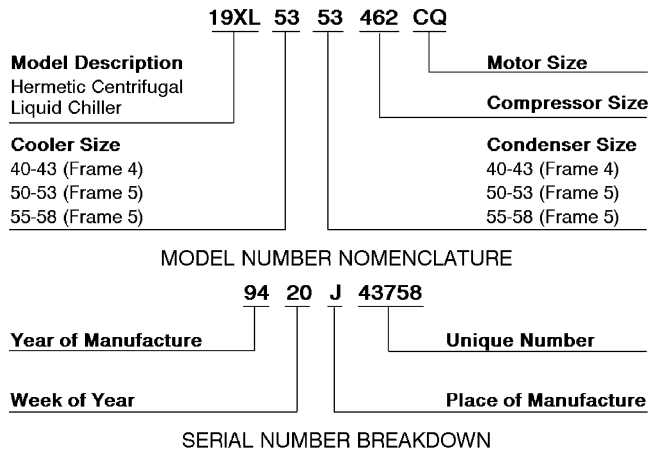 19XL 53 53 462 CQ
Model Description
Hermetic Centrifugal
Liquid Chiller
Motor Size
Compressor Size
Cooler Size
40-43 (Frame 4)
50-53 (Frame 5)
55-58 (Frame 5)
Condenser Size
40-43 (Frame 4)
50-53 (Frame 5)
55-58 (Frame 5)
MODEL NUMBER NOMENCLATURE
94 20 J 43758
Year of Manufacture
Unique Number
Week of Year
Place of Manufacture
SERIAL NUMBER BREAKDOWN